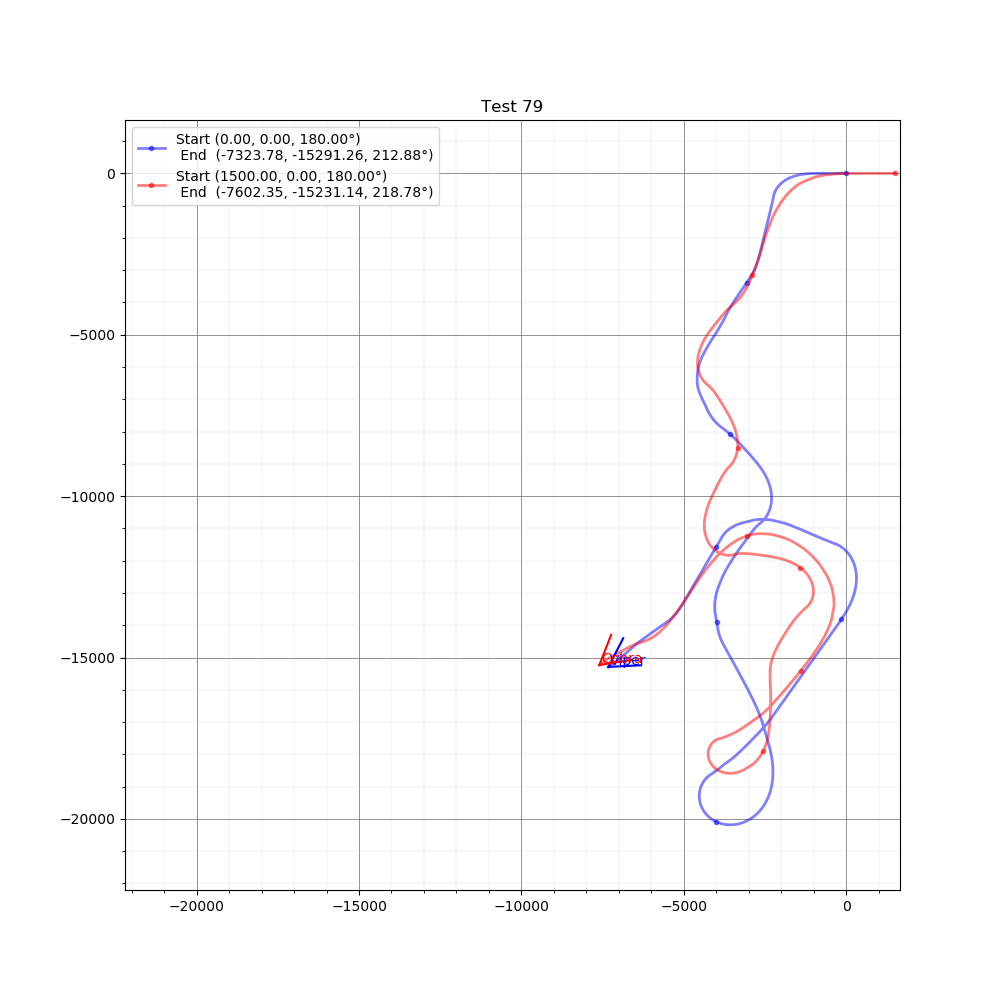 Test 79
Start (0.00, 0.00, 180.00°)
End (-7323.78, -15291.26, 212.88°)
Start (1500.00, 0.00, 180.00°)
End (-7602.35, -15231.14, 218.78°)
0
−5000
−10000
−15000
−20000
−20000
−15000
−10000
−5000
0